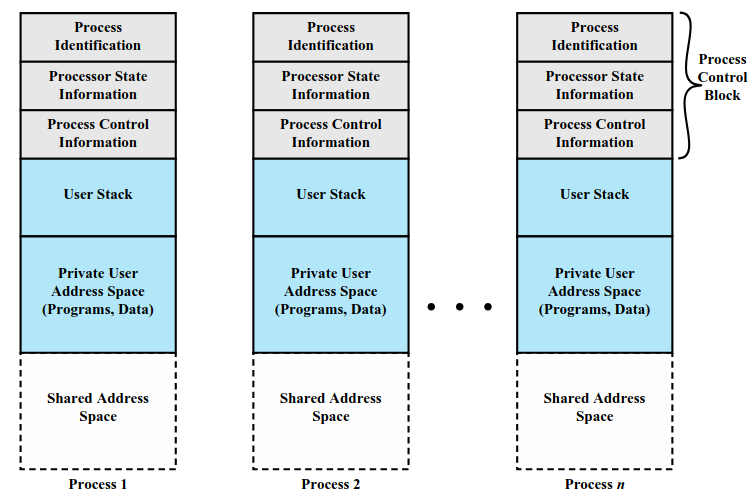 Process
Identification
Processor State
Information
Process Control
Information
User Stack
Private User
Address Space
(Programs, Data)
Shared Address
Space
Process 1
Process
Identification
Processor State
Information
Process Control
Information
User Stack
Private User
Address Space
(Programs, Data)
Shared Address
Space
Process 2
• • •
Process
Identification
Processor State
Information
Process Control
Information
User Stack
Private User
Address Space
(Programs, Data)
Shared Address
Space
Process n
Process
Control
Block